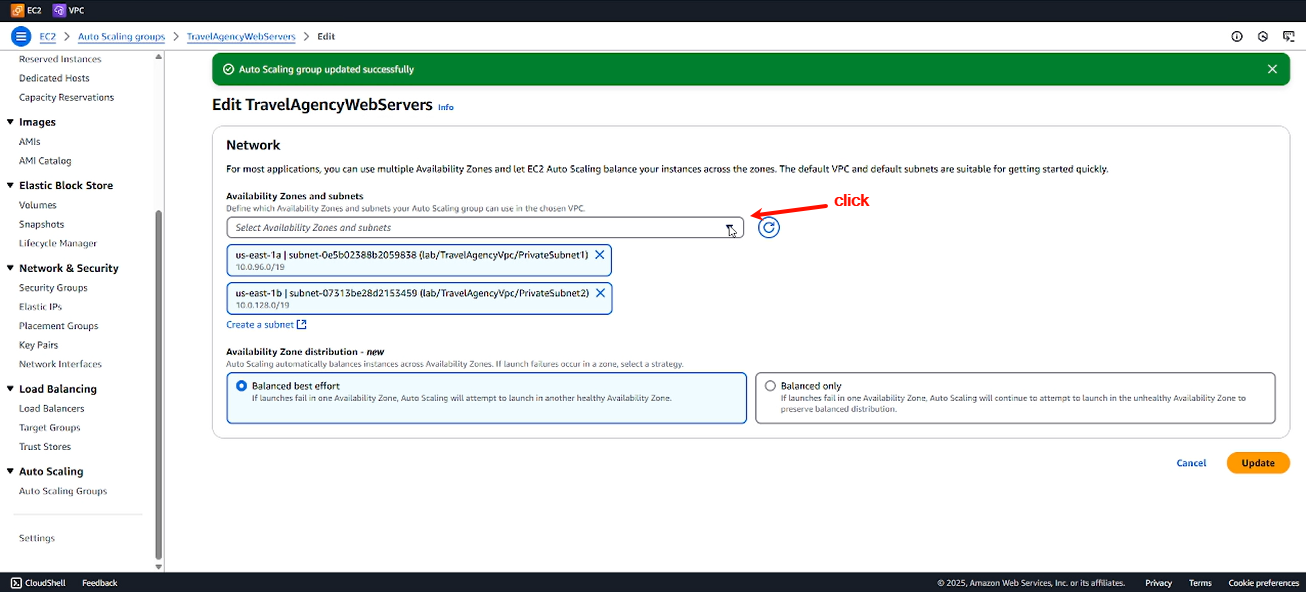 EC2 VPC
EC2 > Auto Scaling groups > TravelAgencyWebServers > Edit
Reserved Instances
Dedicated Hosts
Capacity Reservations
Images
AMIs
AMI Catalog
Elastic Block Store
Volumes
Snapshots
Lifecycle Manager
Network & Security
Security Groups
Elastic IPs
Placement Groups
Key Pairs
Network Interfaces
Load Balancing
Load Balancers
Target Groups
Trust Stores
Auto Scaling
Auto Scaling Groups
Settings
Auto Scaling group updated successfully
Edit TravelAgencyWebServers Info
Network
For most applications, you can use multiple Availability Zones and let EC2 Auto Scaling balance your instances across the zones. The default VPC and default subnets are suitable for getting started quickly.
Availability Zones and subnets
Define which Availability Zones and subnets your Auto Scaling group can use in the chosen VPC.
Select Availability Zones and subnets
click
us-east-1a | subnet-0e5b02388b2059838 (lab/TravelAgencyVpc/PrivateSubnet1)
10.0.96.0/19
us-east-1b | subnet-07313be28d2153459 (lab/TravelAgencyVpc/PrivateSubnet2)
10.0.128.0/19
Create a subnet
Availability Zone distribution - new
Auto Scaling automatically balances instances across Availability Zones. If launch failures occur in a zone, select a strategy.
Balanced best effort
If launches fail in one Availability Zone, Auto Scaling will attempt to launch in another healthy Availability Zone.
Balanced only
If launches fail in one Availability Zone, Auto Scaling will continue to attempt to launch in the unhealthy Availability Zone to
preserve balanced distribution.
Cancel Update
CloudShell Feedback © 2025, Amazon Web Services, Inc. or its affiliates. Privacy Terms Cookie preferences